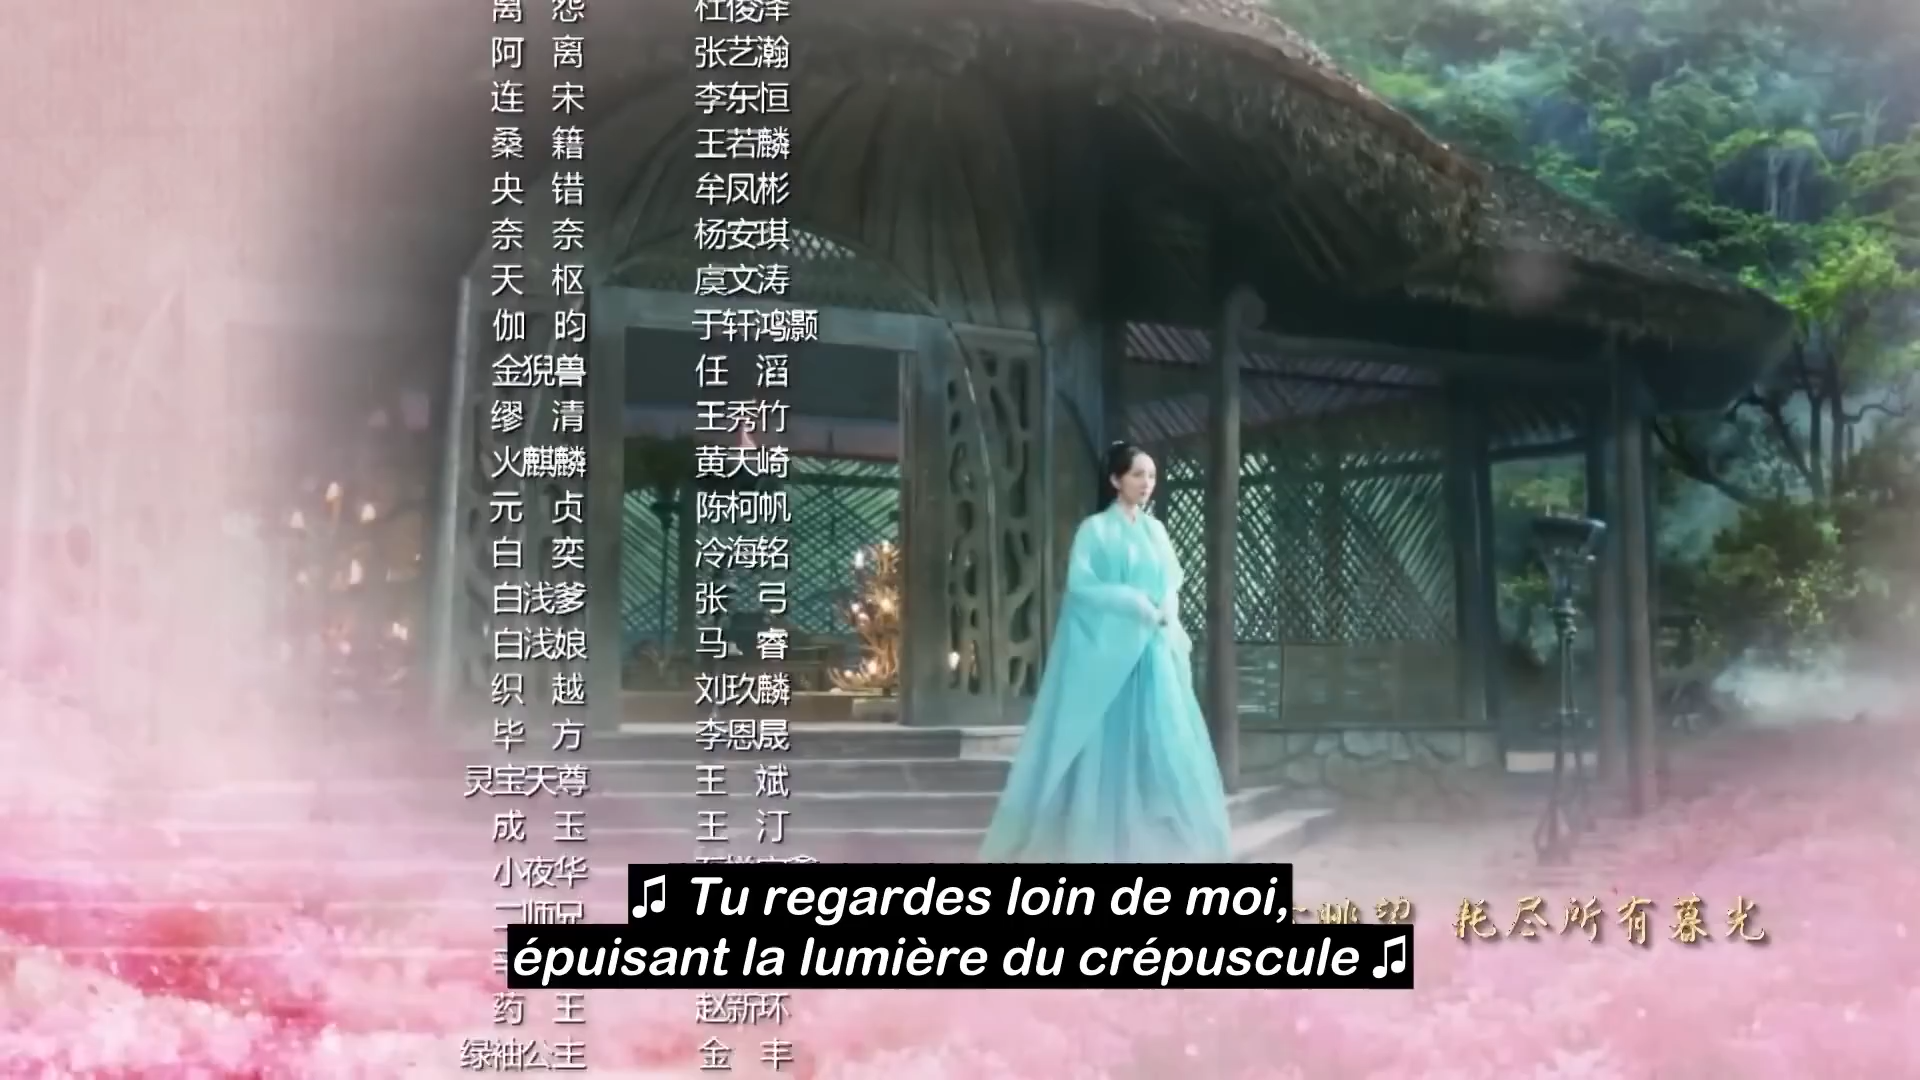 离 怨 杜俊泽
阿 离 张艺瀚
连 宋 李东恒
桑 籍 王若麟
央 错 牟凤彬
奈 奈 杨安琪
天 枢 虞文涛
伽 昀 于轩鸿灏
金猊兽 任 滔
缪 清 王秀竹
火麒麟 黄天崎
元 贞 陈柯帆
白 奕 冷海铭
白浅爹 张 弓
白浅娘 马 睿
织 越 刘玖麟
毕 方 李恩晟
灵宝天尊 王 斌
成 玉 王 汀
小夜华
二师兄
♫ Tu regardes loin de moi,
眺望 耗尽所有暮光
épuisant la lumière du crépuscule ♫
药 王 赵新环
绿袖公主 金 丰